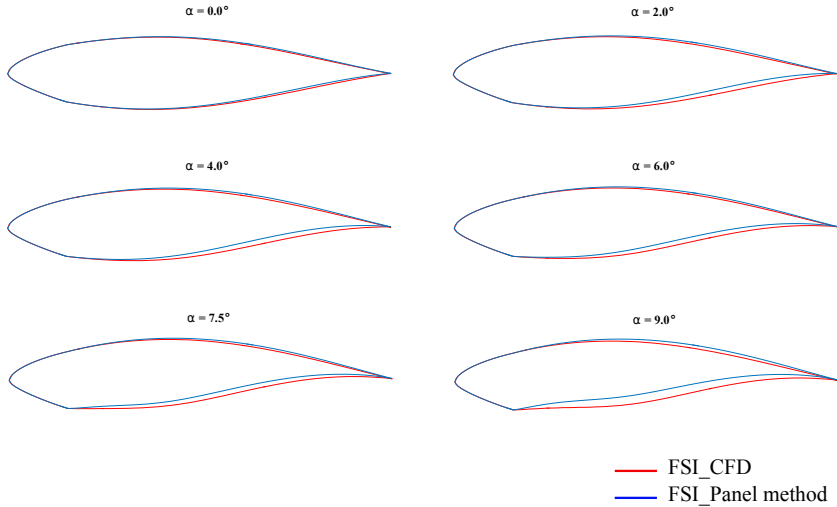 α = 0.0°
α = 2.0°
α = 4.0°
α = 6.0°
α = 7.5°
α = 9.0°
FSI_CFD
FSI_Panel method